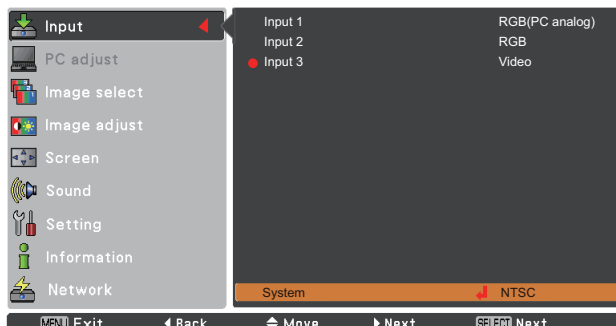 Input
PC adjust
Image select
Image adjust
Screen
Sound
Setting
Information
Network
Input 1 RGB(PC analog)
Input 2 RGB
Input 3 Video
System NTSC
MENU Exit Back Move Next SELECT Next